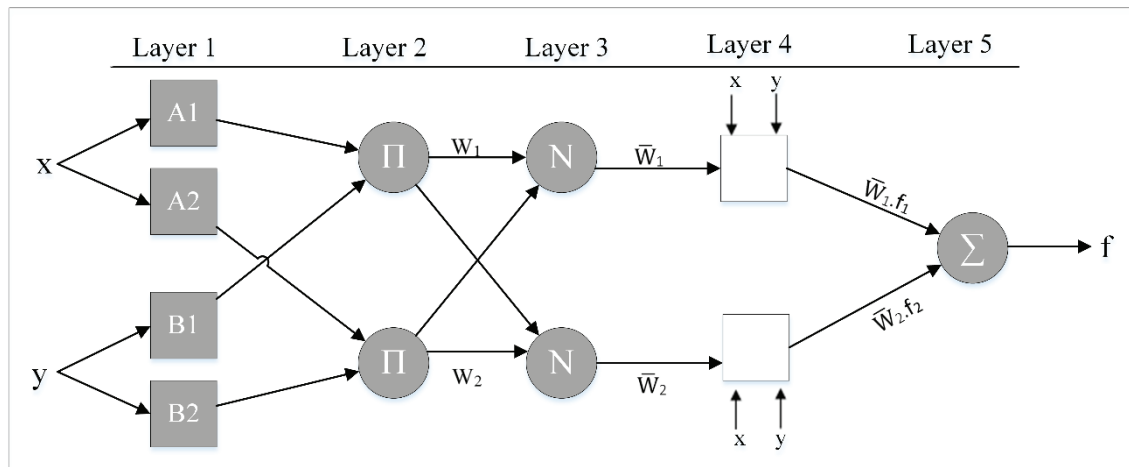 Layer 1 Layer 2 Layer 3 Layer 4 Layer 5
x y
A1
Π W₁ N W̅₁
x
A2
W̅₁.f₁
Σ f
B1
W̅₂.f₂
y
Π W₂ N W̅₂
B2
x y